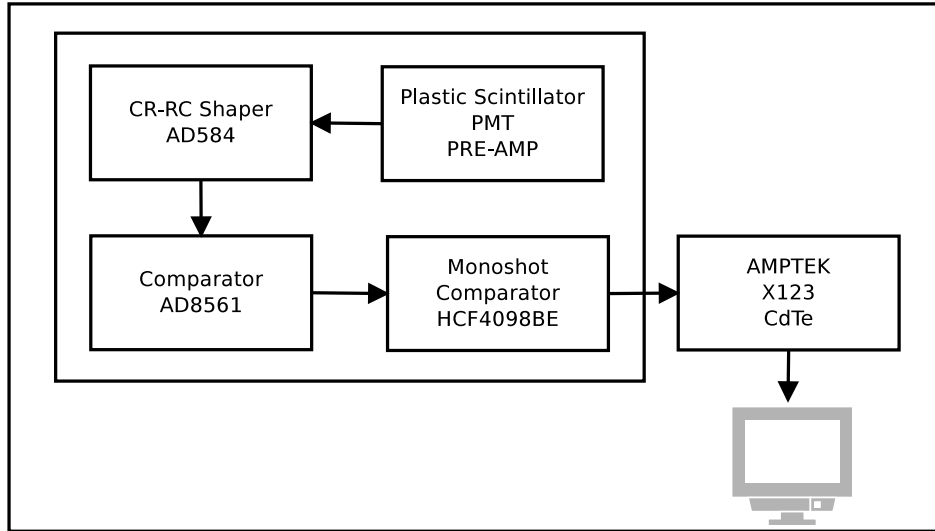 CR-RC Shaper
AD584
Plastic Scintillator
PMT
PRE-AMP
Comparator
AD8561
Monoshot
Comparator
HCF4098BE
AMPTEK
X123
CdTe